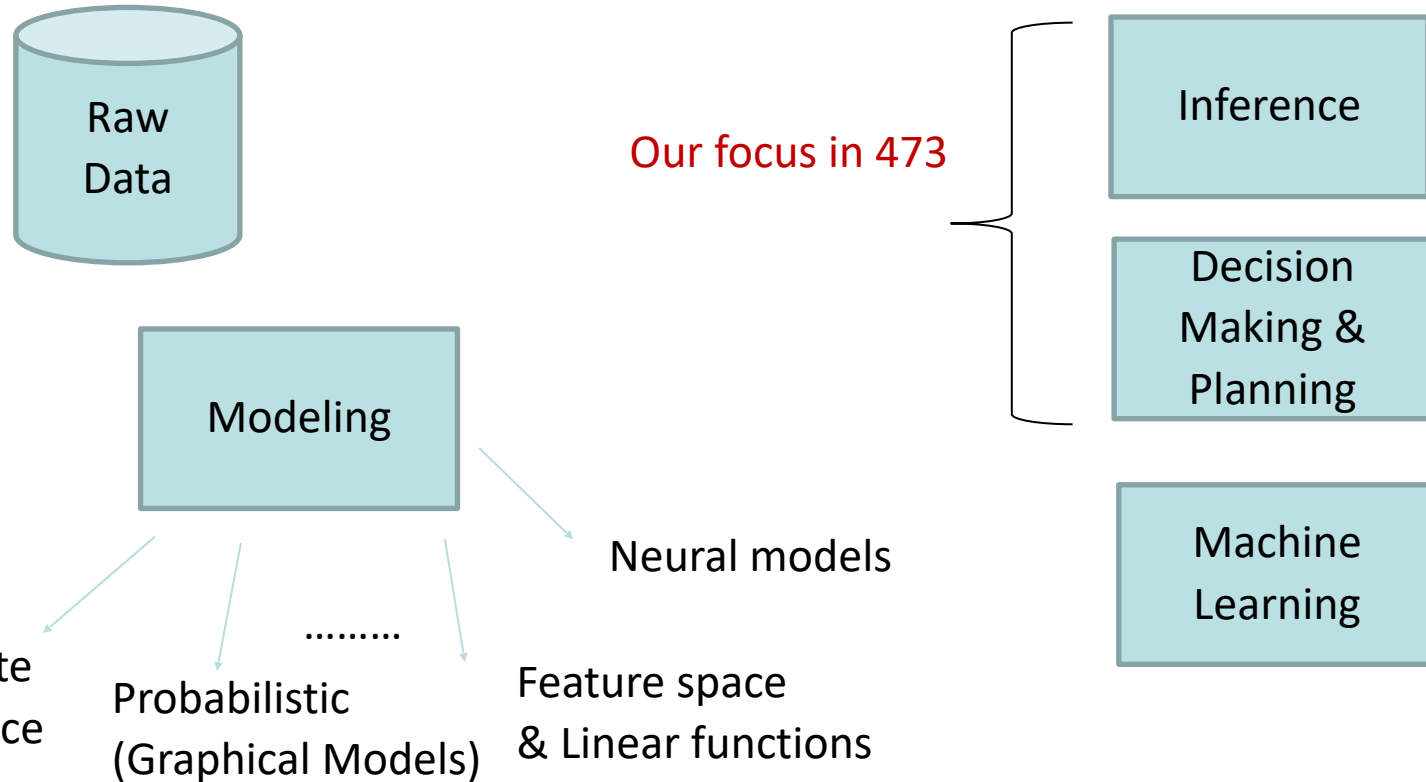 Raw
Data
Our focus in 473
Inference
Decision
Making &
Planning
Modeling
Machine
Learning
Neural models
.........
Probabilistic
(Graphical Models)
Feature space
& Linear functions